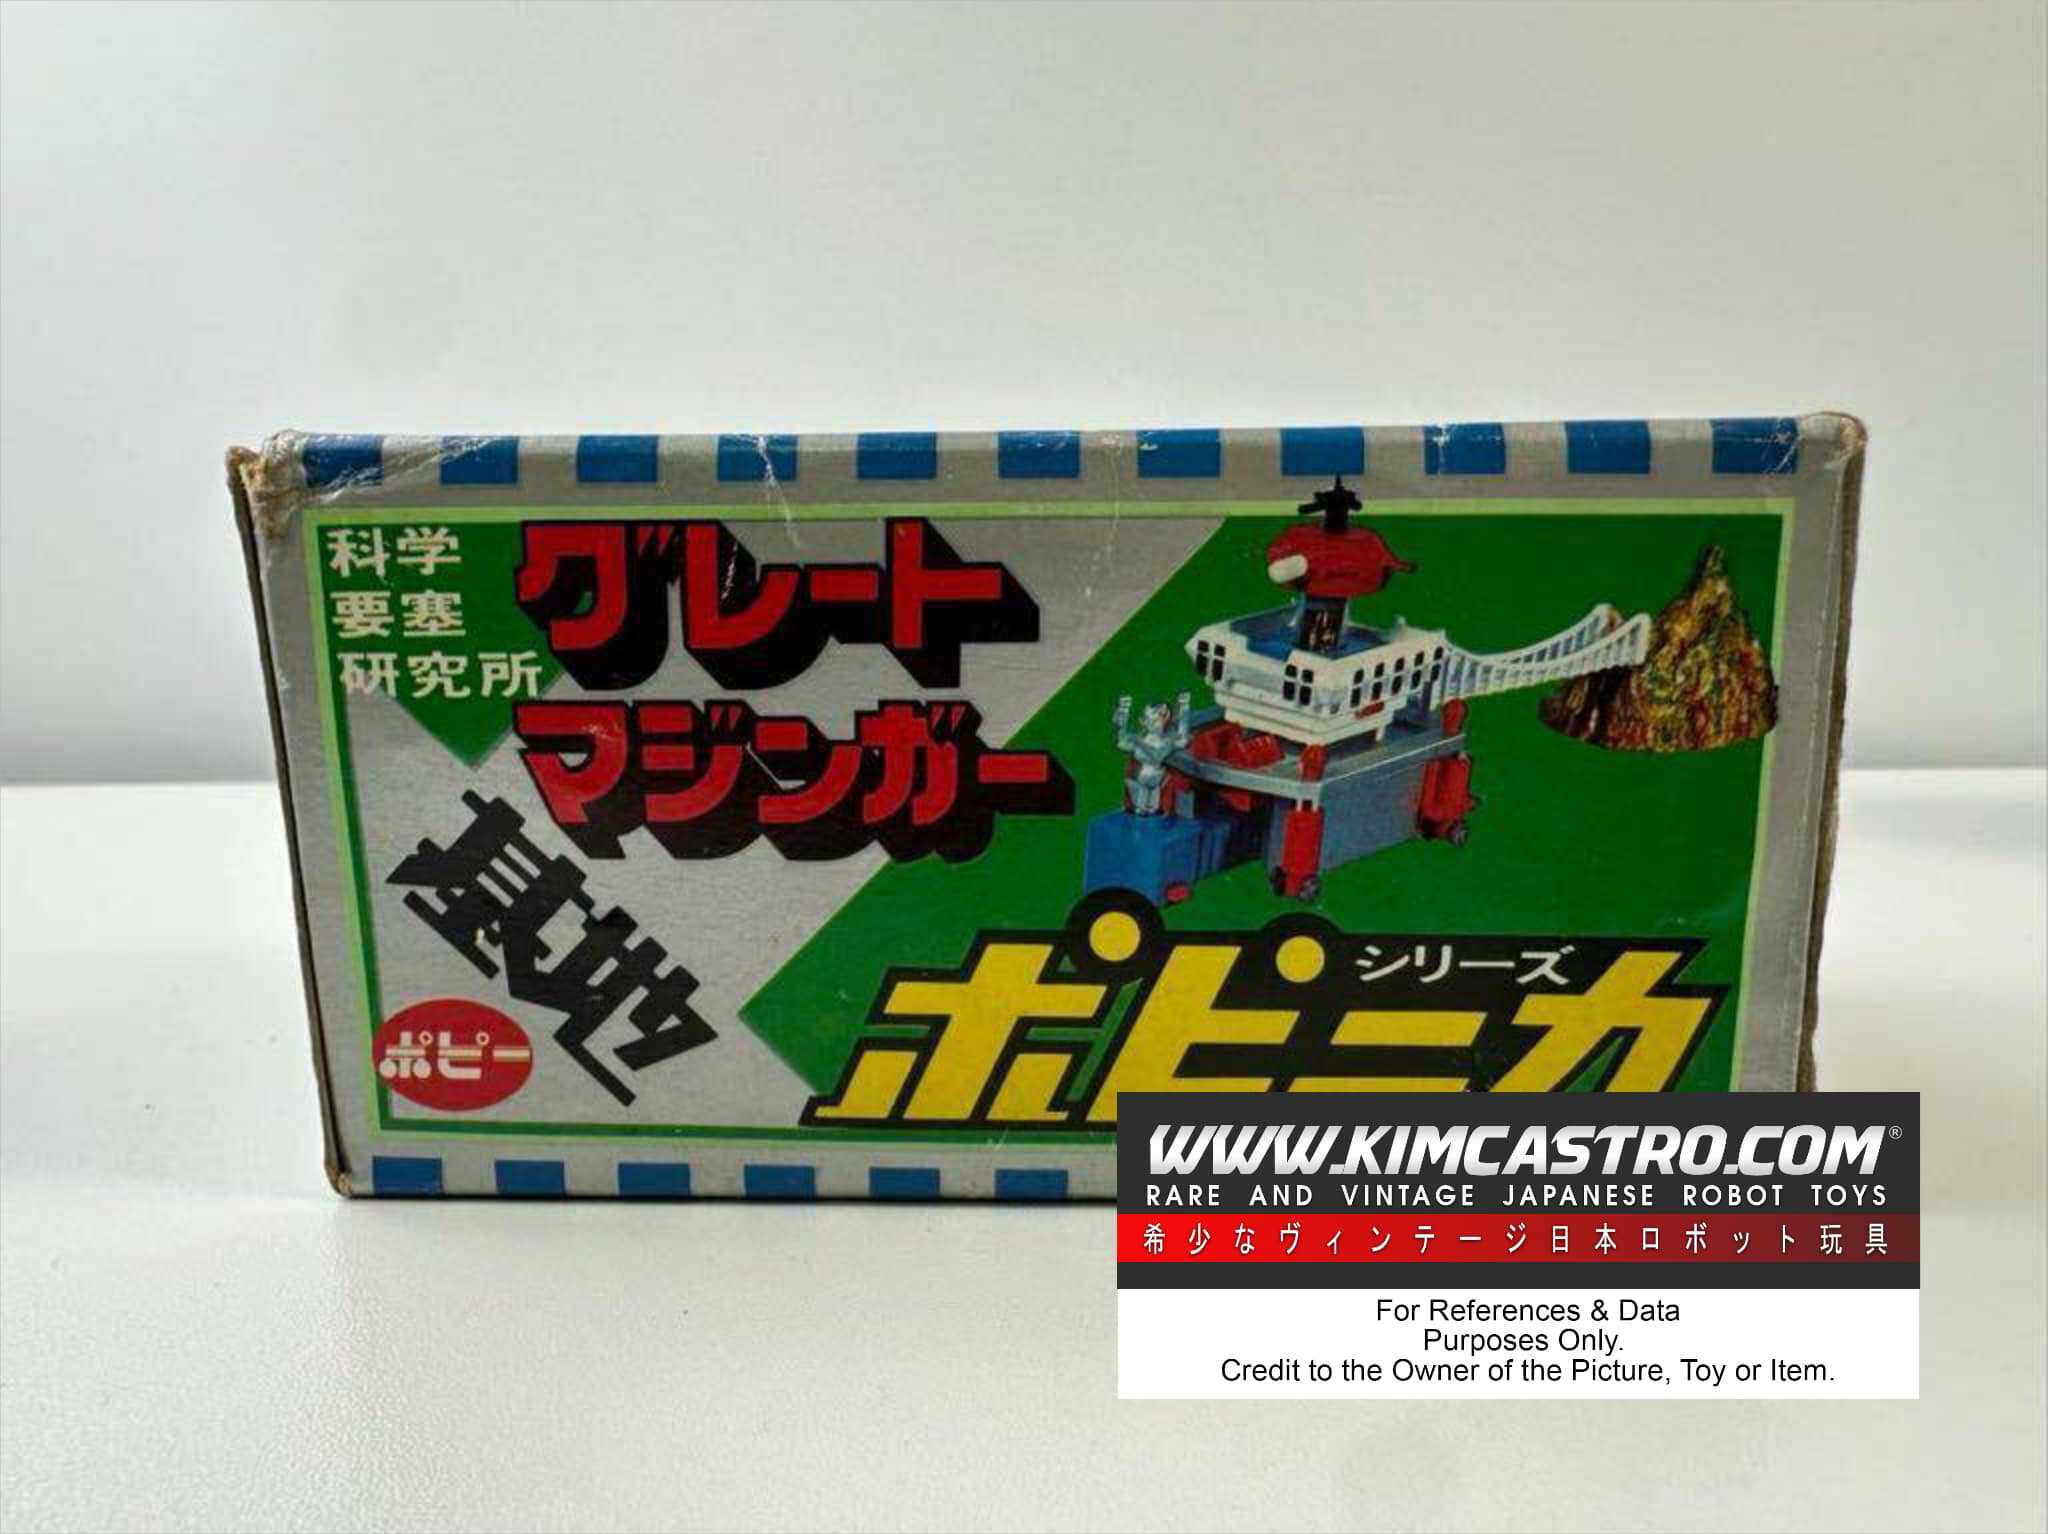 科学
要塞
研究所
グレート
マジンガー
基地
ポピー
シリーズ
ポピニカ
WWW.KIMCASTRO.COM®
RARE AND VINTAGE JAPANESE ROBOT TOYS
希少なヴィンテージ日本ロボット玩具
For References & Data
Purposes Only.
Credit to the Owner of the Picture, Toy or Item.